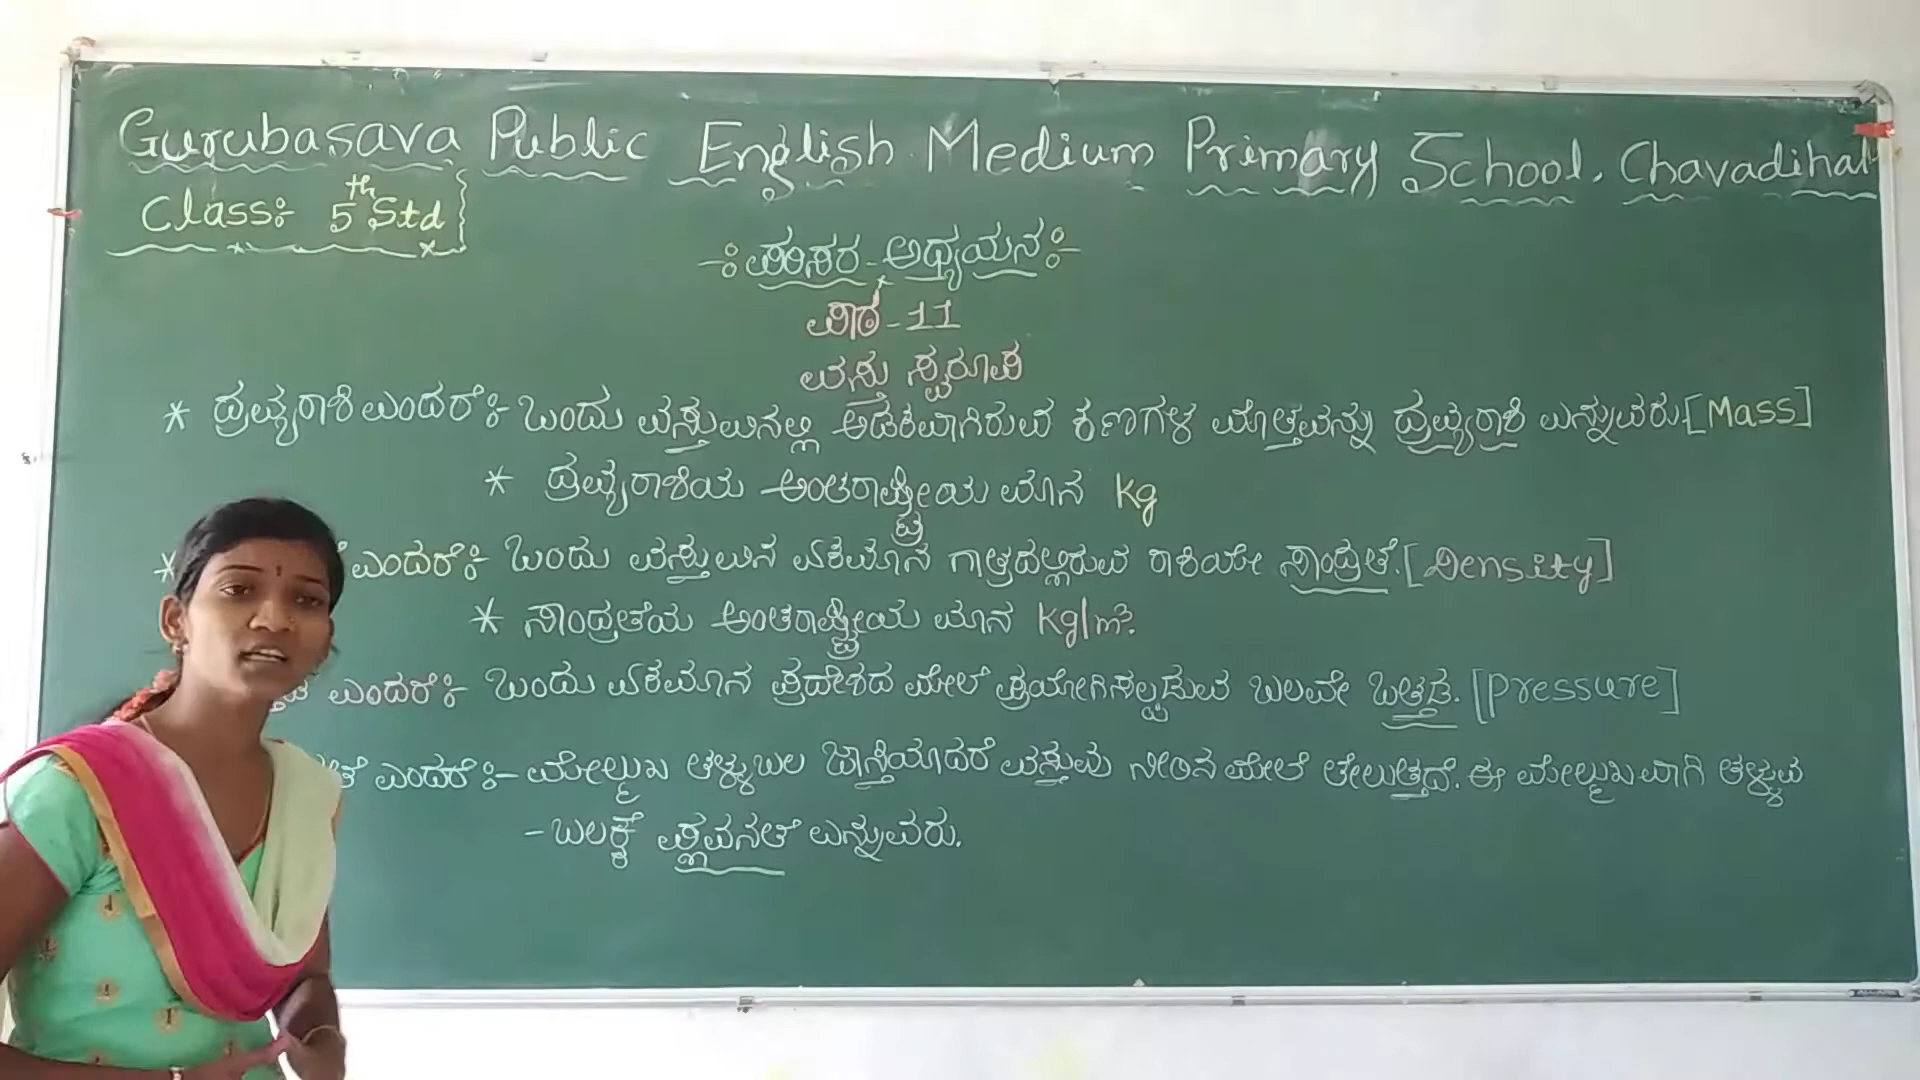 Gurubasava Public English Medium Primary School, Chavadihal
Class:- 5th Std
-:ಪರಿಸರ - ಅಧ್ಯಯನ:-
ಪಾಠ - 11
ವಸ್ತು ಸ್ವರೂಪ
* ದ್ರವ್ಯರಾಶಿ ಎಂದರೆ:- ಒಂದು ವಸ್ತುವಿನಲ್ಲಿ ಅಡಕವಾಗಿರುವ ಕಣಗಳ ಮೊತ್ತವನ್ನು ದ್ರವ್ಯರಾಶಿ ಎನ್ನುವರು [Mass]
* ದ್ರವ್ಯರಾಶಿಯ ಅಂತರಾಷ್ಟ್ರೀಯ ಮಾನ Kg
* ಎಂದರೆ:- ಒಂದು ವಸ್ತುವಿನ ಏಕಮಾನ ಗಾತ್ರದಲ್ಲಿರುವ ರಾಶಿಯೇ ಸಾಂದ್ರತೆ. [Density]
* ಸಾಂದ್ರತೆಯ ಅಂತರಾಷ್ಟ್ರೀಯ ಮಾನ Kg/m³.
ಎಂದರೆ:- ಒಂದು ಏಕಮಾನ ಪ್ರದೇಶದ ಮೇಲೆ ಪ್ರಯೋಗಿಸಲ್ಪಡುವ ಬಲವೇ ಒತ್ತಡ. [Pressure]
ಎಂದರೆ:- ಮೇಲ್ಮುಖ ತಳ್ಳುಬಲ ಜಾಸ್ತಿಯಾದರೆ ವಸ್ತುವು ನೀರಿನ ಮೇಲೆ ತೇಲುತ್ತದೆ. ಈ ಮೇಲ್ಮುಖವಾಗಿ ತಳ್ಳುವ
- ಬಲಕ್ಕೆ ಪ್ಲವನತೆ ಎನ್ನುವರು.